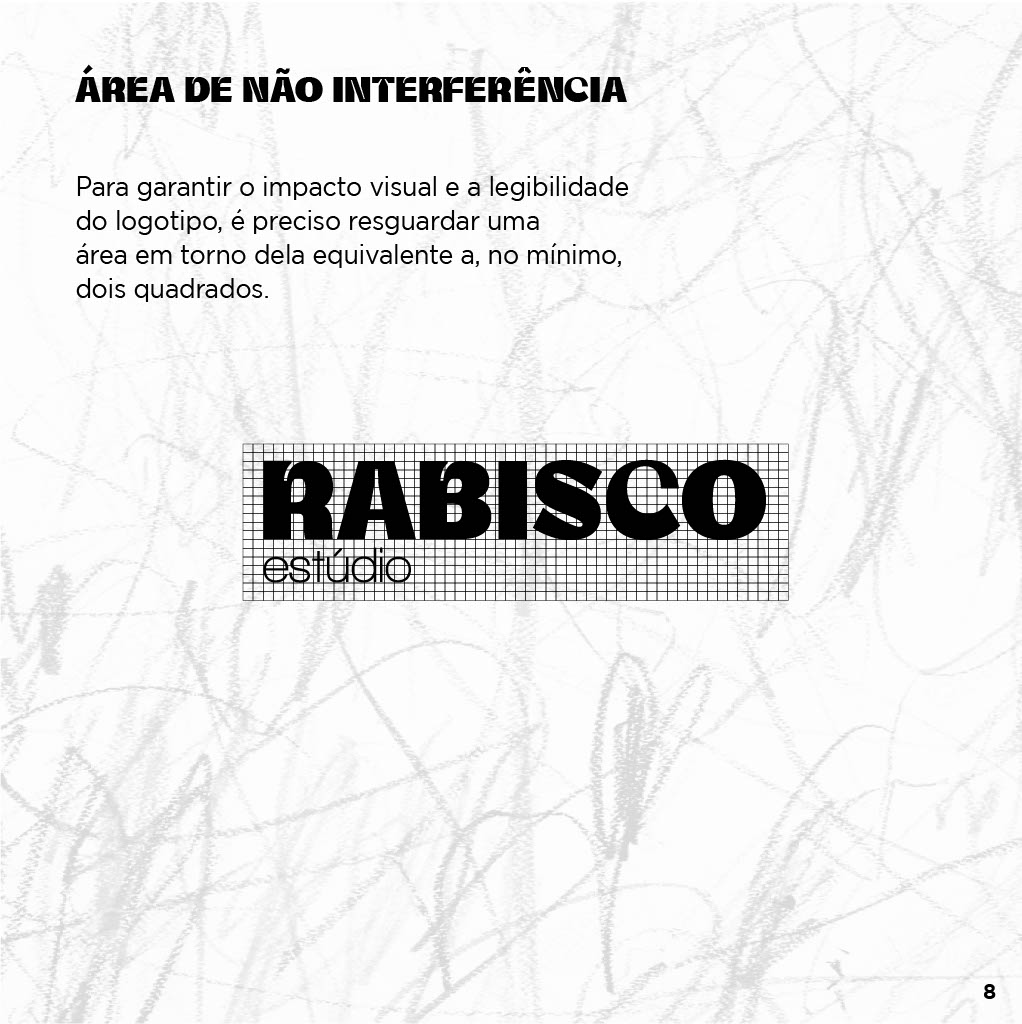 ÁREA DE NÃO INTERFERÊNCIA
Para garantir o impacto visual e a legibilidade
do logotipo, é preciso resguardar uma
área em torno dela equivalente a, no mínimo,
dois quadrados.
RABISCO
estúdio
8